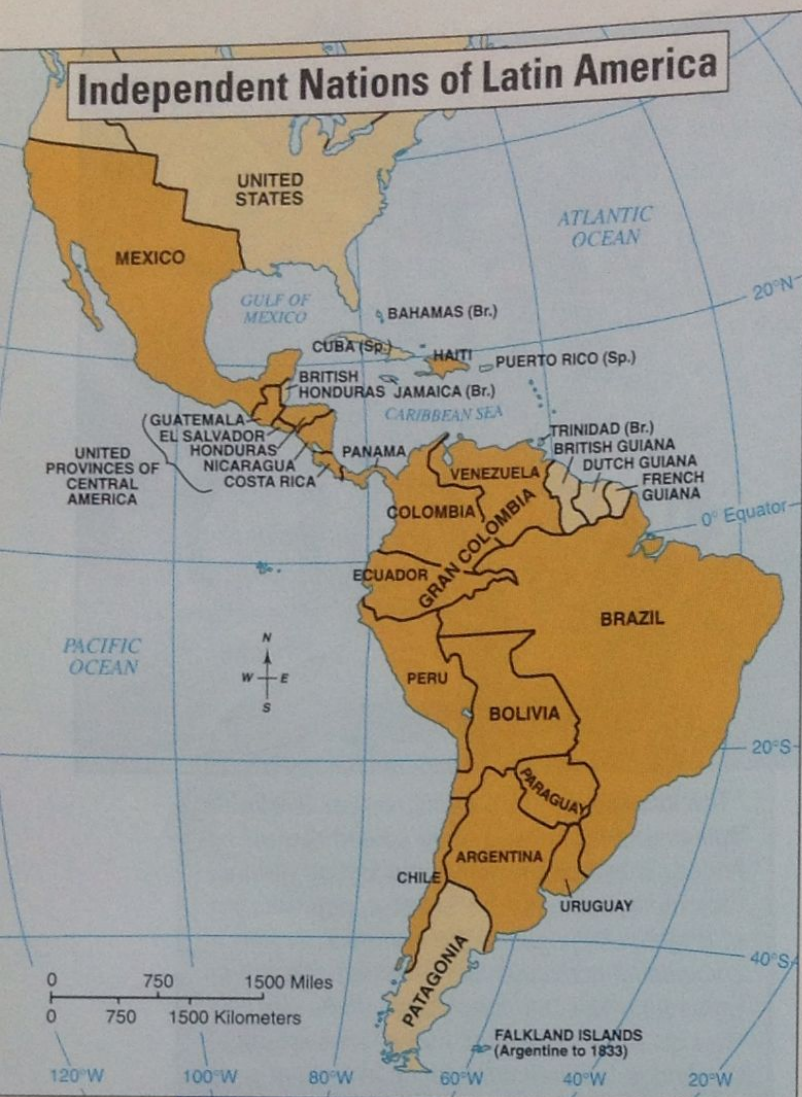 Independent Nations of Latin America
UNITED
STATES
ATLANTIC
OCEAN
MEXICO
20°N
GULF OF
MEXICO
BAHAMAS (Br.)
CUBA (Sp.)
HAITI
PUERTO RICO (Sp.)
BRITISH
HONDURAS
JAMAICA (Br.)
CARIBBEAN SEA
GUATEMALA
EL SALVADOR
HONDURAS
NICARAGUA
COSTA RICA
UNITED
PROVINCES OF
CENTRAL
AMERICA
PANAMA
TRINIDAD (Br.)
BRITISH GUIANA
DUTCH GUIANA
FRENCH
GUIANA
VENEZUELA
COLOMBIA
GRAN COLOMBIA
0° Equator
ECUADOR
BRAZIL
PACIFIC
OCEAN
N
W E
S
PERU
BOLIVIA
20°S
PARAGUAY
ARGENTINA
CHILE
URUGUAY
PATAGONIA
40°S
0 750 1500 Miles
0 750 1500 Kilometers
FALKLAND ISLANDS
(Argentine to 1833)
120°W 100°W 80°W 60°W 40°W 20°W